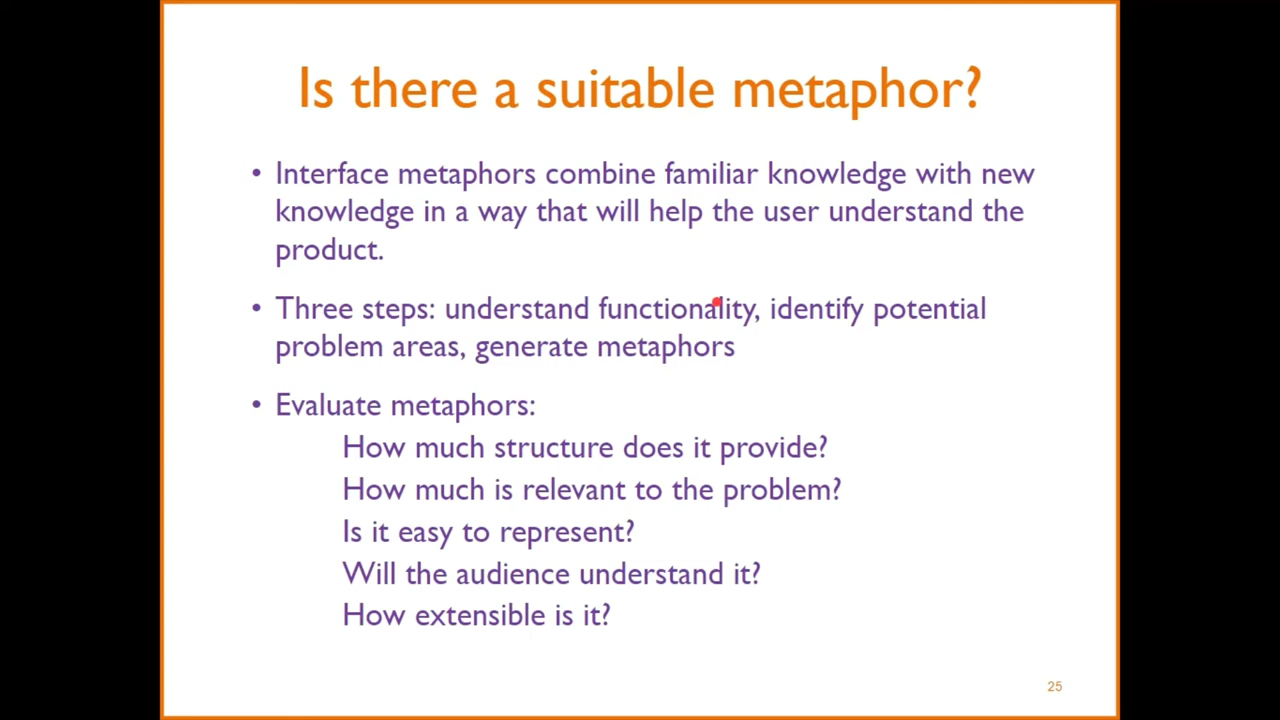 Is there a suitable metaphor?
• Interface metaphors combine familiar knowledge with new
knowledge in a way that will help the user understand the
product.
• Three steps: understand functionality, identify potential
problem areas, generate metaphors
• Evaluate metaphors:
How much structure does it provide?
How much is relevant to the problem?
Is it easy to represent?
Will the audience understand it?
How extensible is it?
25